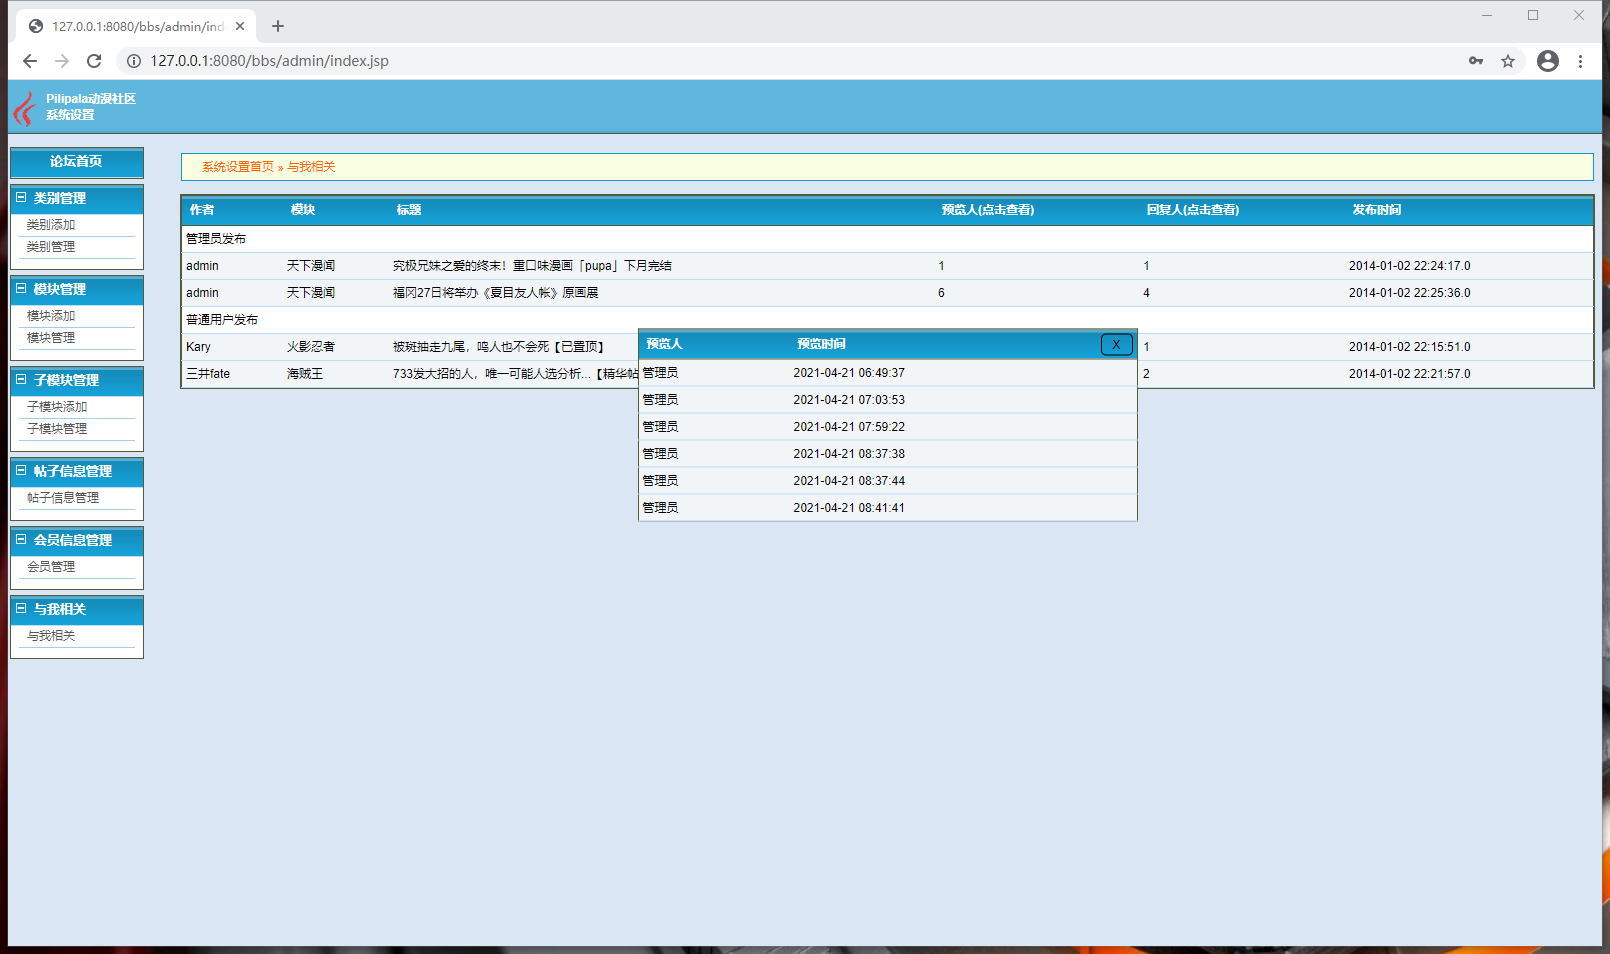 127.0.0.1:8080/bbs/admin/ind
127.0.0.1:8080/bbs/admin/index.jsp
Pilipala动漫社区
系统设置
论坛首页
类别管理
类别添加
类别管理
模块管理
模块添加
模块管理
子模块管理
子模块添加
子模块管理
帖子信息管理
帖子信息管理
会员信息管理
会员管理
与我相关
与我相关
系统设置首页 » 与我相关
作者 模块 标题 预览人(点击查看) 回复人(点击查看) 发布时间
管理员发布
admin 天下漫闻 究极兄妹之爱的终末！重口味漫画「pupa」下月完结 1 1 2014-01-02 22:24:17.0
admin 天下漫闻 福冈27日将举办《夏目友人帐》原画展 6 4 2014-01-02 22:25:36.0
普通用户发布
Kary 火影忍者 被斑抽走九尾，鸣人也不会死【已置顶】 1 2014-01-02 22:15:51.0
三井fate 海贼王 733发大招的人，唯一可能人选分析...【精华帖 2 2014-01-02 22:21:57.0
预览人 预览时间 X
管理员 2021-04-21 06:49:37
管理员 2021-04-21 07:03:53
管理员 2021-04-21 07:59:22
管理员 2021-04-21 08:37:38
管理员 2021-04-21 08:37:44
管理员 2021-04-21 08:41:41